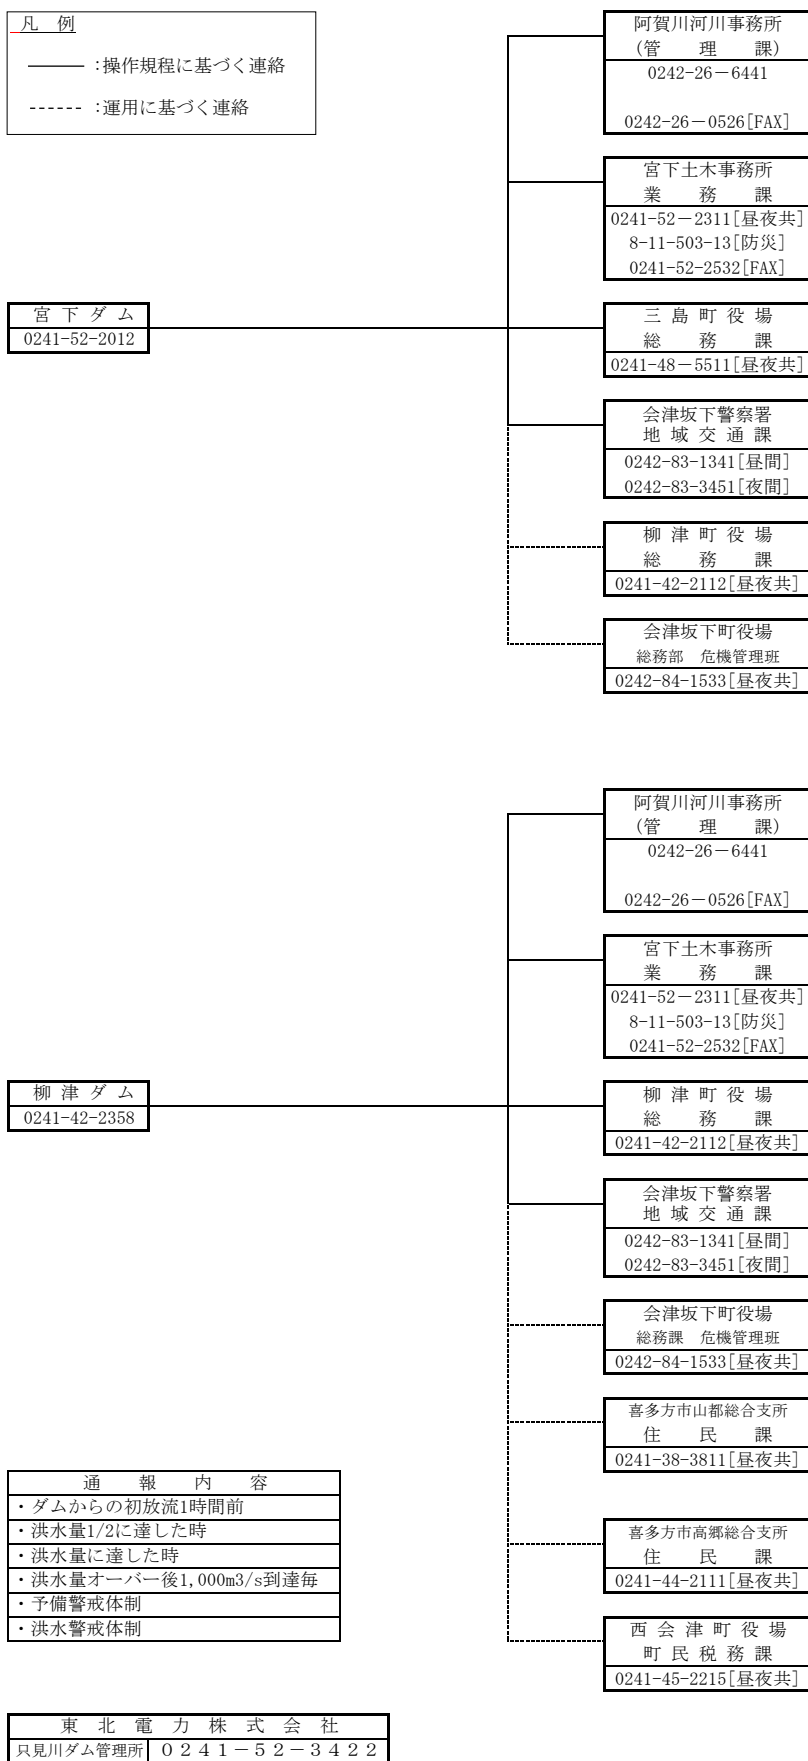 凡 例
――― :操作規程に基づく連絡
------ :運用に基づく連絡
阿賀川河川事務所
(管 理 課)
0242-26－6441
0242-26－0526[FAX]
宮下土木事務所
業 務 課
0241-52－2311[昼夜共]
8-11-503-13[防災]
0241-52-2532[FAX]
宮 下 ダ ム
0241-52-2012
三 島 町 役 場
総 務 課
0241-48－5511[昼夜共]
会津坂下警察署
地 域 交 通 課
0242-83-1341[昼間]
0242-83-3451[夜間]
柳 津 町 役 場
総 務 課
0241-42-2112[昼夜共]
会津坂下町役場
総務部 危機管理班
0242-84-1533[昼夜共]
阿賀川河川事務所
(管 理 課)
0242-26－6441
0242-26－0526[FAX]
宮下土木事務所
業 務 課
0241-52－2311[昼夜共]
8-11-503-13[防災]
0241-52-2532[FAX]
柳 津 ダ ム
0241-42-2358
柳 津 町 役 場
総 務 課
0241-42-2112[昼夜共]
会津坂下警察署
地 域 交 通 課
0242-83-1341[昼間]
0242-83-3451[夜間]
会津坂下町役場
総務課 危機管理班
0242-84-1533[昼夜共]
喜多方市山都総合支所
住 民 課
0241-38-3811[昼夜共]
喜多方市高郷総合支所
住 民 課
0241-44-2111[昼夜共]
西 会 津 町 役 場
町 民 税 務 課
0241-45-2215[昼夜共]
通 報 内 容
・ダムからの初放流1時間前
・洪水量1/2に達した時
・洪水量に達した時
・洪水量オーバー後1,000m3/s到達毎
・予備警戒体制
・洪水警戒体制
東 北 電 力 株 式 会 社
只見川ダム管理所 ０２４１－５２－３４２２